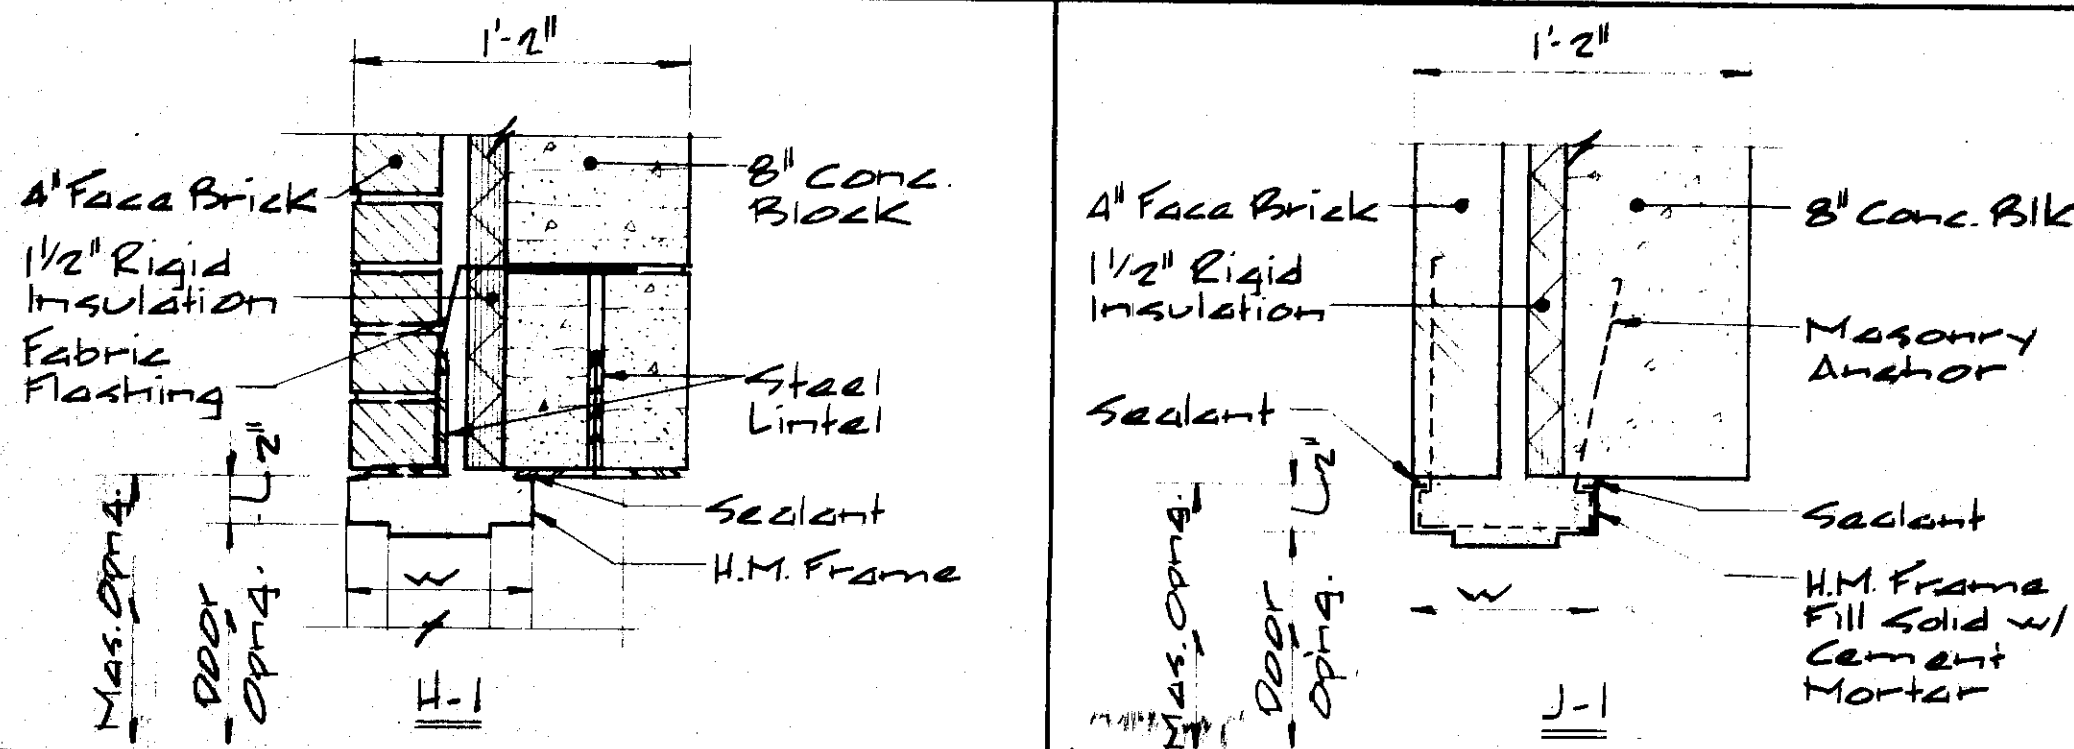 1'-2"
4" Face Brick
1 1/2" Rigid
Insulation
Fabric
Flashing
8" Conc.
Block
Steel
Lintel
Sealant
H.M. Frame
2"
Mas. Opng.
Door
Opng.
W
H-1
1'-2"
4" Face Brick
1 1/2" Rigid
Insulation
Sealant
8" Conc. Blk
Masonry
Anchor
Sealant
H.M. Frame
Fill Solid w/
Cement
Mortar
2"
Mas. Opng.
Door
Opng.
W
J-1